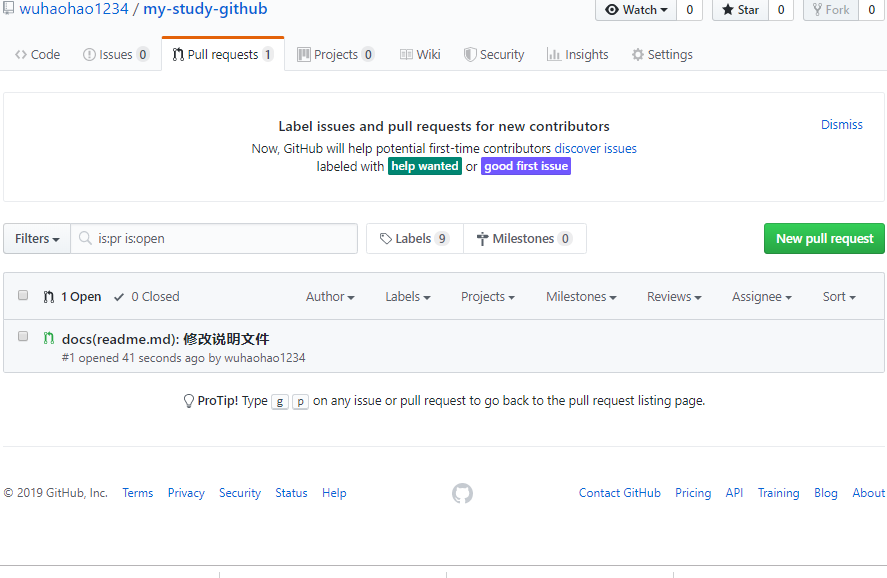 wuhaohao1234 / my-study-github Watch 0 Star 0 Fork 0
Code Issues 0 Pull requests 1 Projects 0 Wiki Security Insights Settings
Label issues and pull requests for new contributors Dismiss
Now, GitHub will help potential first-time contributors discover issues
labeled with help wanted or good first issue
Filters is:pr is:open Labels 9 Milestones 0 New pull request
1 Open 0 Closed Author Labels Projects Milestones Reviews Assignee Sort
docs(readme.md): 修改说明文件
#1 opened 41 seconds ago by wuhaohao1234
ProTip! Type g p on any issue or pull request to go back to the pull request listing page.
© 2019 GitHub, Inc. Terms Privacy Security Status Help Contact GitHub Pricing API Training Blog About